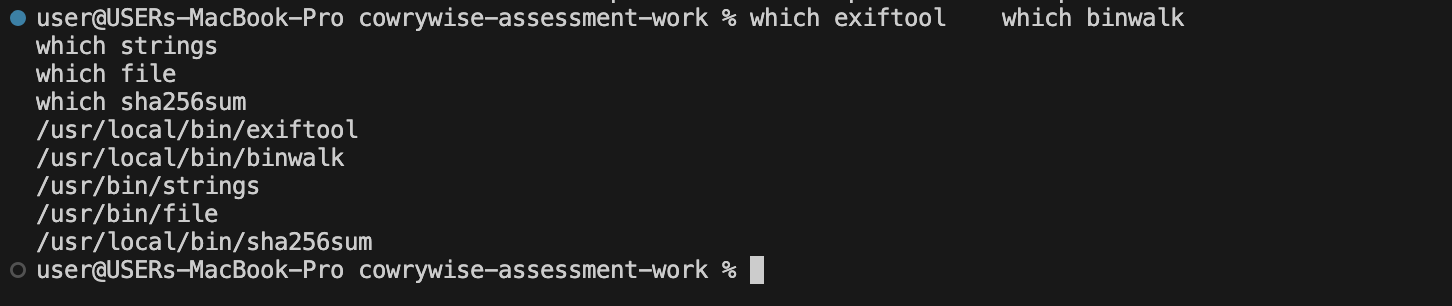 user@USERs-MacBook-Pro cowrywise-assessment-work % which exiftool    which binwalk
which strings
which file
which sha256sum
/usr/local/bin/exiftool
/usr/local/bin/binwalk
/usr/bin/strings
/usr/bin/file
/usr/local/bin/sha256sum
user@USERs-MacBook-Pro cowrywise-assessment-work %